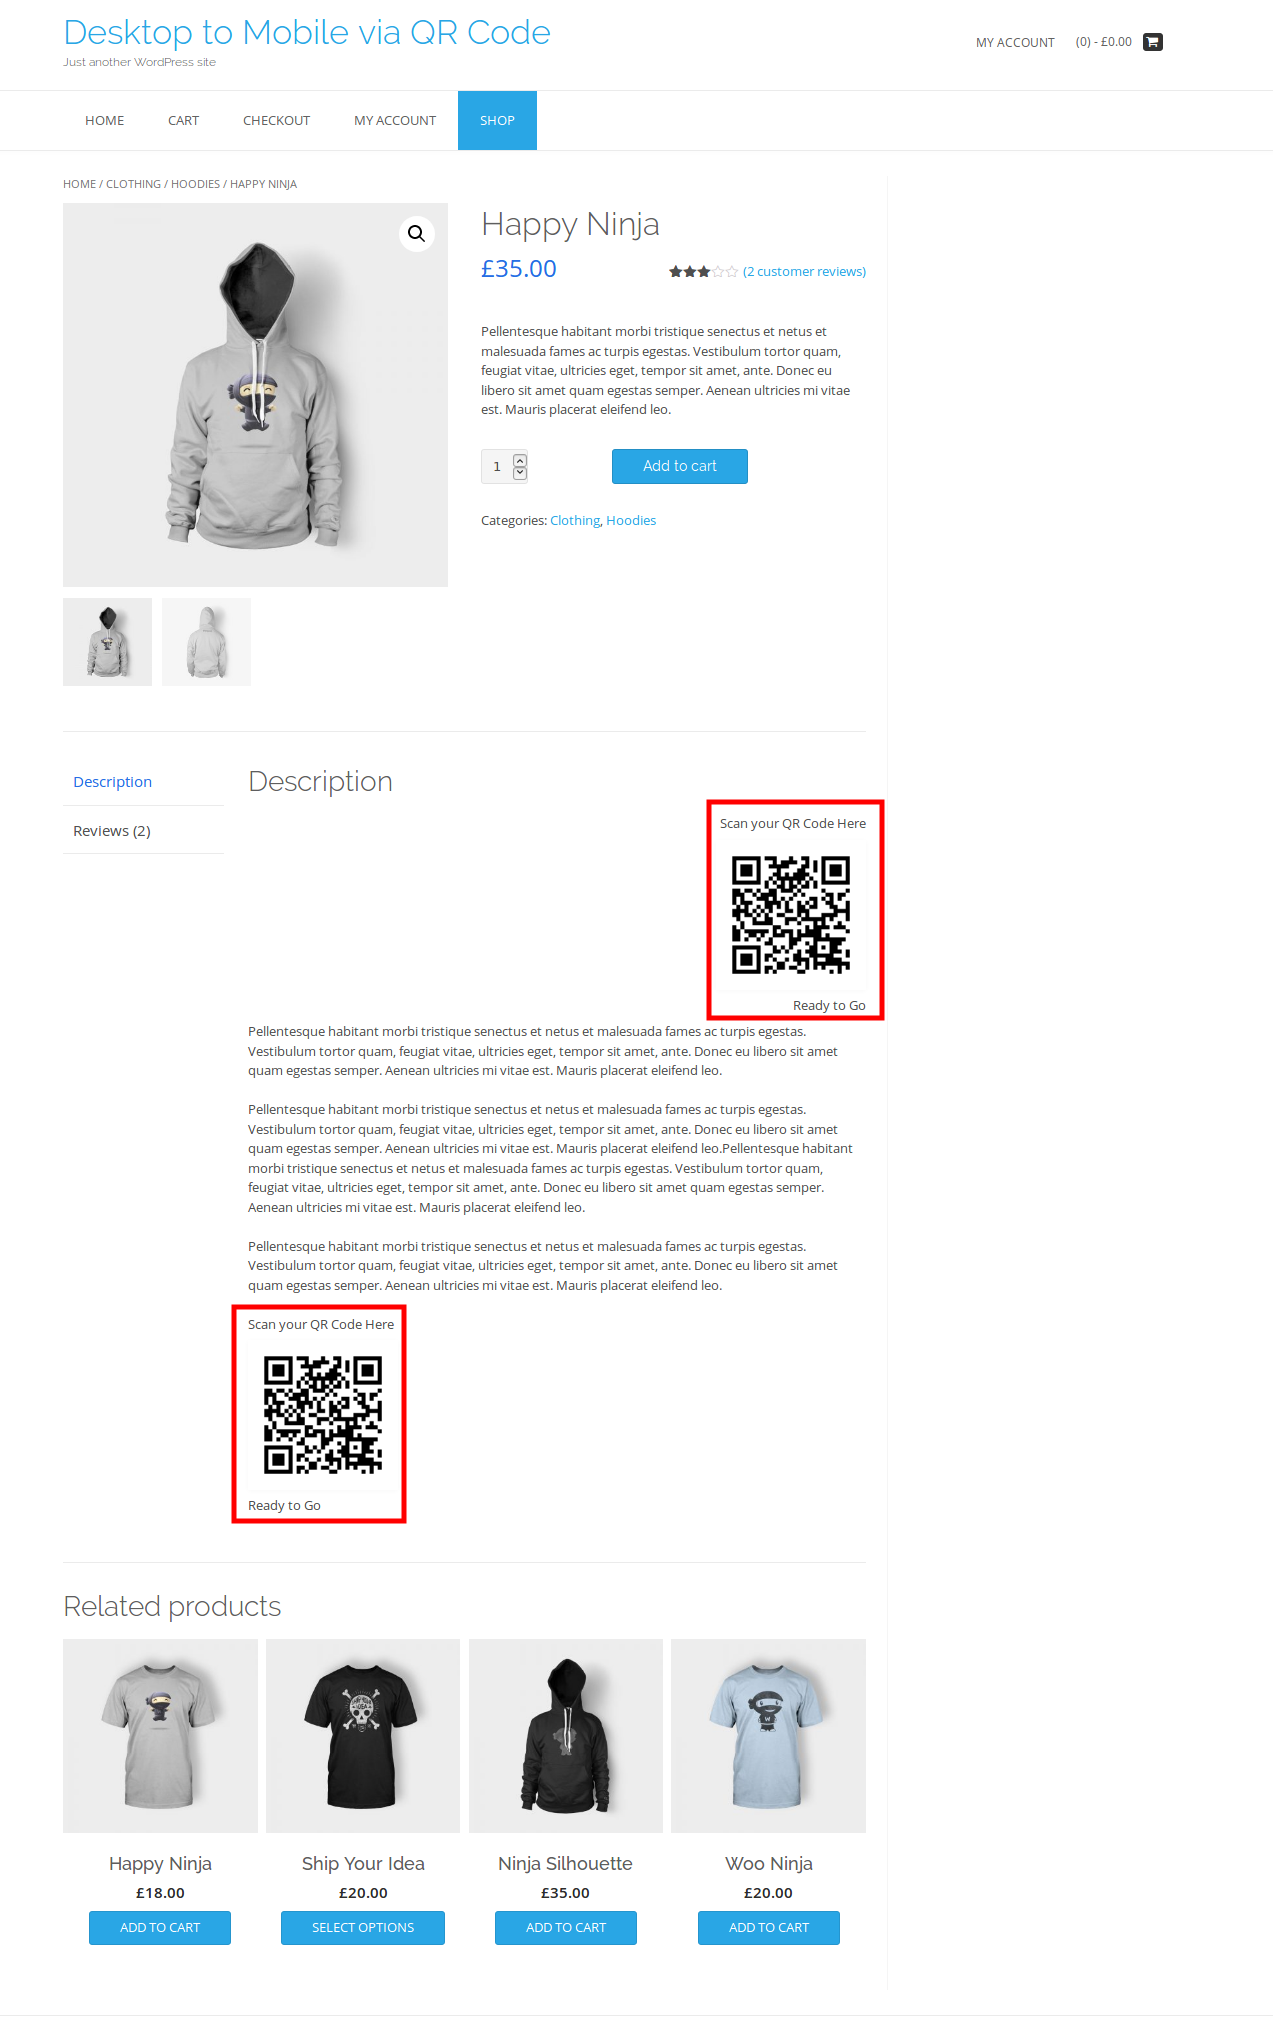 Desktop to Mobile via QR Code
Just another WordPress site
MY ACCOUNT
(0) - £0.00
HOME
CART
CHECKOUT
MY ACCOUNT
SHOP
HOME / CLOTHING / HOODIES / HAPPY NINJA
Happy Ninja
£35.00
(2 customer reviews)
Pellentesque habitant morbi tristique senectus et netus et
malesuada fames ac turpis egestas. Vestibulum tortor quam,
feugiat vitae, ultricies eget, tempor sit amet, ante. Donec eu
libero sit amet quam egestas semper. Aenean ultricies mi vitae
est. Mauris placerat eleifend leo.
1
Add to cart
Categories: Clothing, Hoodies
Description
Reviews (2)
Description
Scan your QR Code Here
Ready to Go
Pellentesque habitant morbi tristique senectus et netus et malesuada fames ac turpis egestas.
Vestibulum tortor quam, feugiat vitae, ultricies eget, tempor sit amet, ante. Donec eu libero sit amet
quam egestas semper. Aenean ultricies mi vitae est. Mauris placerat eleifend leo.
Pellentesque habitant morbi tristique senectus et netus et malesuada fames ac turpis egestas.
Vestibulum tortor quam, feugiat vitae, ultricies eget, tempor sit amet, ante. Donec eu libero sit amet
quam egestas semper. Aenean ultricies mi vitae est. Mauris placerat eleifend leo.Pellentesque habitant
morbi tristique senectus et netus et malesuada fames ac turpis egestas. Vestibulum tortor quam,
feugiat vitae, ultricies eget, tempor sit amet, ante. Donec eu libero sit amet quam egestas semper.
Aenean ultricies mi vitae est. Mauris placerat eleifend leo.
Pellentesque habitant morbi tristique senectus et netus et malesuada fames ac turpis egestas.
Vestibulum tortor quam, feugiat vitae, ultricies eget, tempor sit amet, ante. Donec eu libero sit amet
quam egestas semper. Aenean ultricies mi vitae est. Mauris placerat eleifend leo.
Scan your QR Code Here
Ready to Go
Related products
Happy Ninja
£18.00
ADD TO CART
Ship Your Idea
£20.00
SELECT OPTIONS
Ninja Silhouette
£35.00
ADD TO CART
W
Woo Ninja
£20.00
ADD TO CART